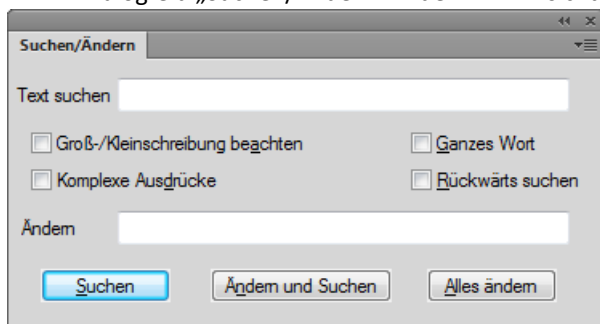 Suchen/Ändern
Text suchen
Groß-/Kleinschreibung beachten
Ganzes Wort
Komplexe Ausdrücke
Rückwärts suchen
Ändern
Suchen
Ändern und Suchen
Alles ändern